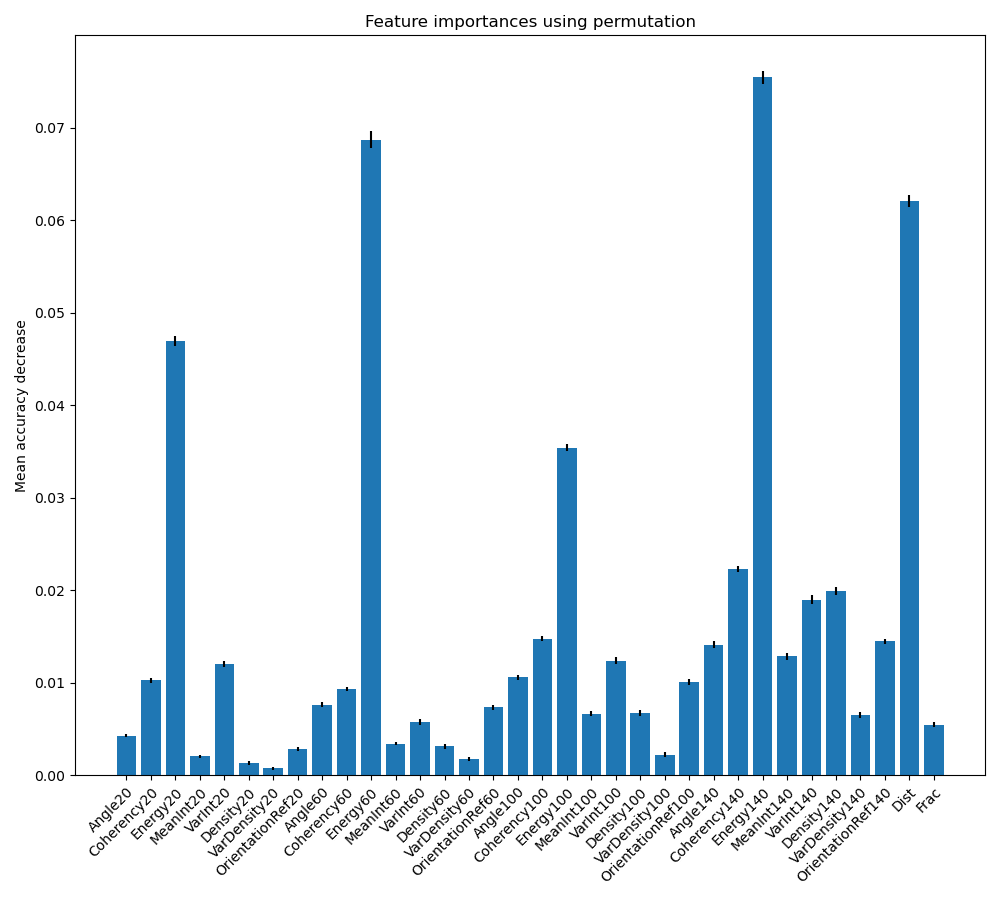 Feature importances using permutation
Mean accuracy decrease
0.07
0.06
0.05
0.04
0.03
0.02
0.01
0.00
Angle20
Coherency20
Energy20
MeanInt20
VarInt20
Density20
VarDensity20
OrientationRef20
Angle60
Coherency60
Energy60
MeanInt60
VarInt60
Density60
VarDensity60
OrientationRef60
Angle100
Coherency100
Energy100
MeanInt100
VarInt100
Density100
VarDensity100
OrientationRef100
Angle140
Coherency140
Energy140
MeanInt140
VarInt140
Density140
VarDensity140
OrientationRef140
Dist
Frac